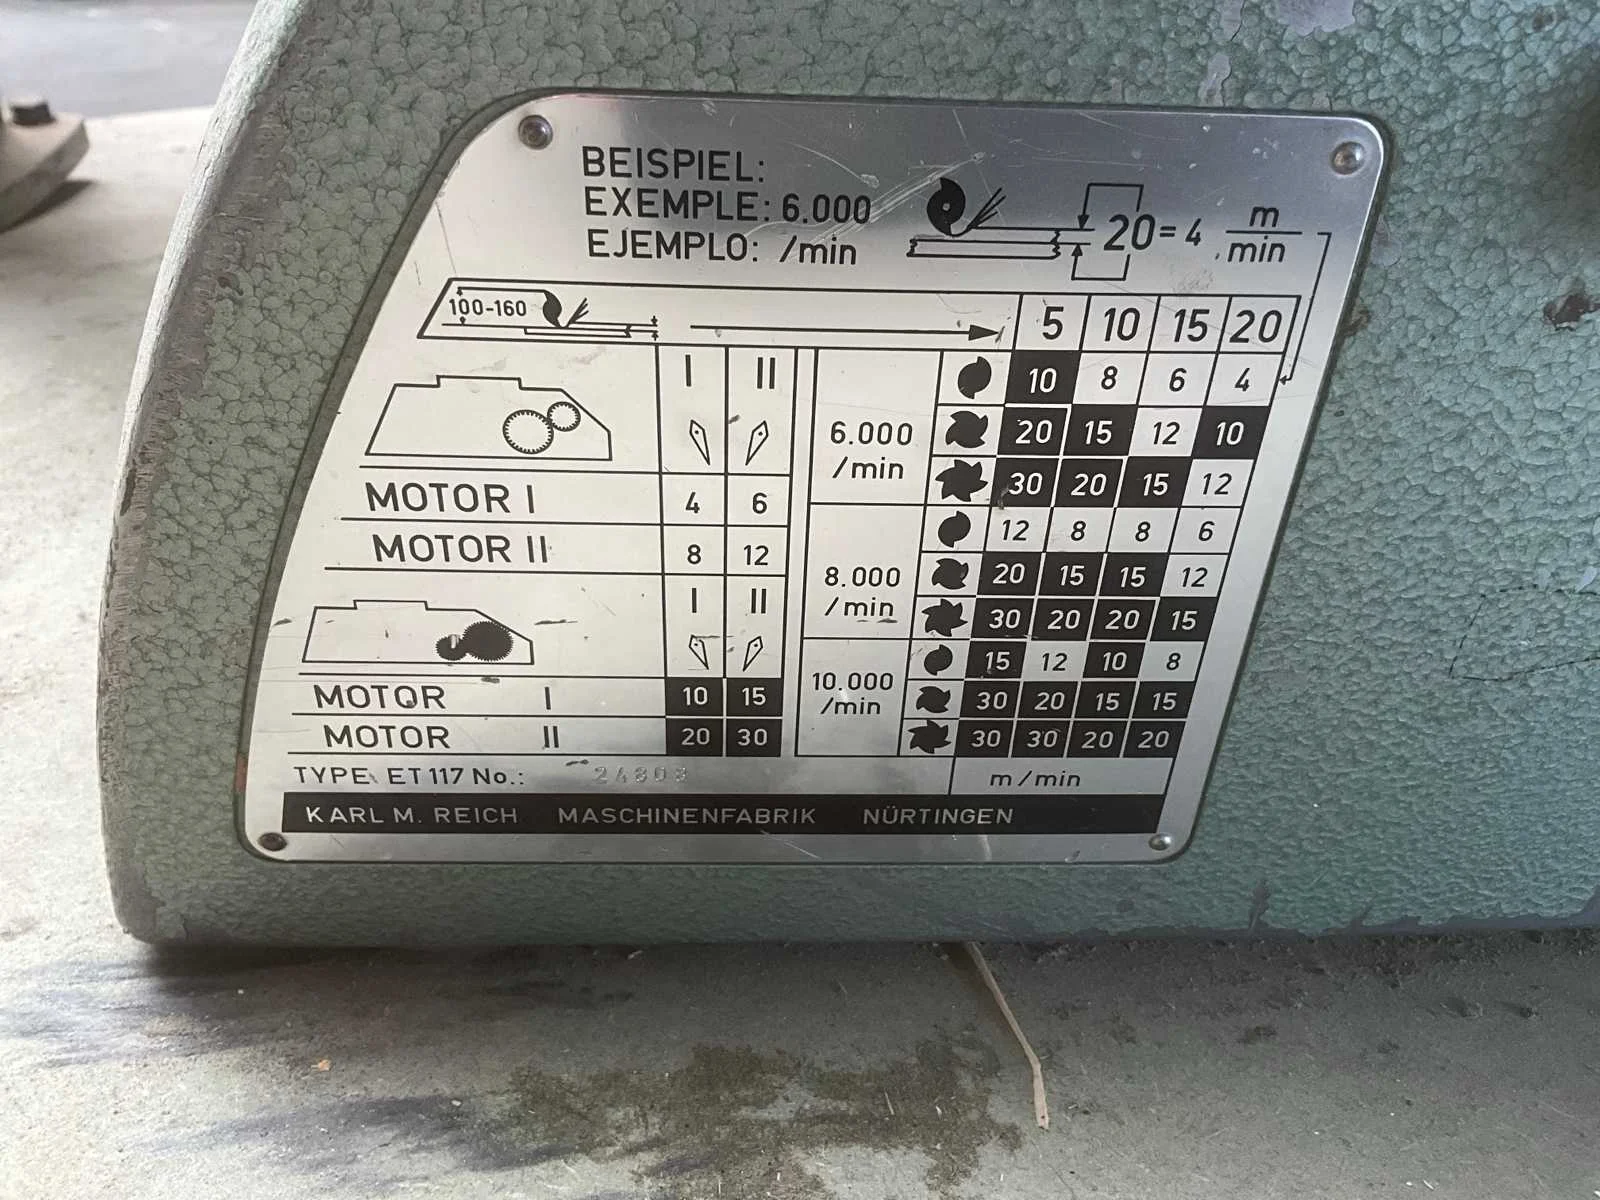 BEISPIEL:
EXEMPLE: 6.000
EJEMPLO: /min
20 = 4 m/min
100-160
5 10 15 20
I II
10 8 6 4
6.000 /min
20 15 12 10
30 20 15 12
MOTOR I 4 6
MOTOR II 8 12
12 8 8 6
8.000 /min
20 15 15 12
30 20 20 15
I II
15 12 10 8
10.000 /min
30 20 15 15
30 30 20 20
MOTOR I 10 15
MOTOR II 20 30
TYPE ET 117 No.: 24808
m/min
KARL M. REICH MASCHINENFABRIK NÜRTINGEN